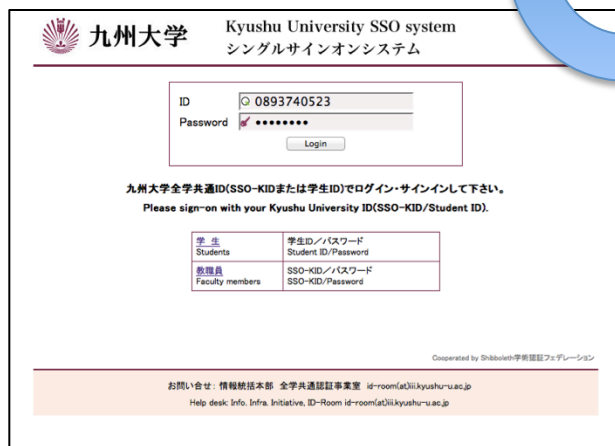 九州大学
Kyushu University SSO system
シングルサインオンシステム
ID 0893740523
Password ••••••••
Login
九州大学全学共通ID(SSO-KIDまたは学生ID)でログイン・サインインして下さい。
Please sign-on with your Kyushu University ID(SSO-KID/Student ID).
学 生 学生ID／パスワード
Students Student ID/Password
教職員 SSO-KID／パスワード
Faculty members SSO-KID/Password
Cooperated by Shibboleth学術認証フェデレーション
お問い合せ: 情報統括本部 全学共通認証事業室 id-room(at)iii.kyushu-u.ac.jp
Help desk: Info. Infra. Initiative, ID-Room id-room(at)iii.kyushu-u.ac.jp